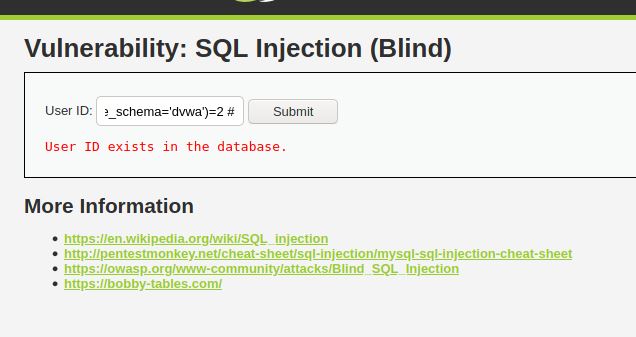 Vulnerability: SQL Injection (Blind)
User ID: e_schema='dvwa')=2 # Submit
User ID exists in the database.
More Information
https://en.wikipedia.org/wiki/SQL_injection
http://pentestmonkey.net/cheat-sheet/sql-injection/mysql-sql-injection-cheat-sheet
https://owasp.org/www-community/attacks/Blind_SQL_Injection
https://bobby-tables.com/